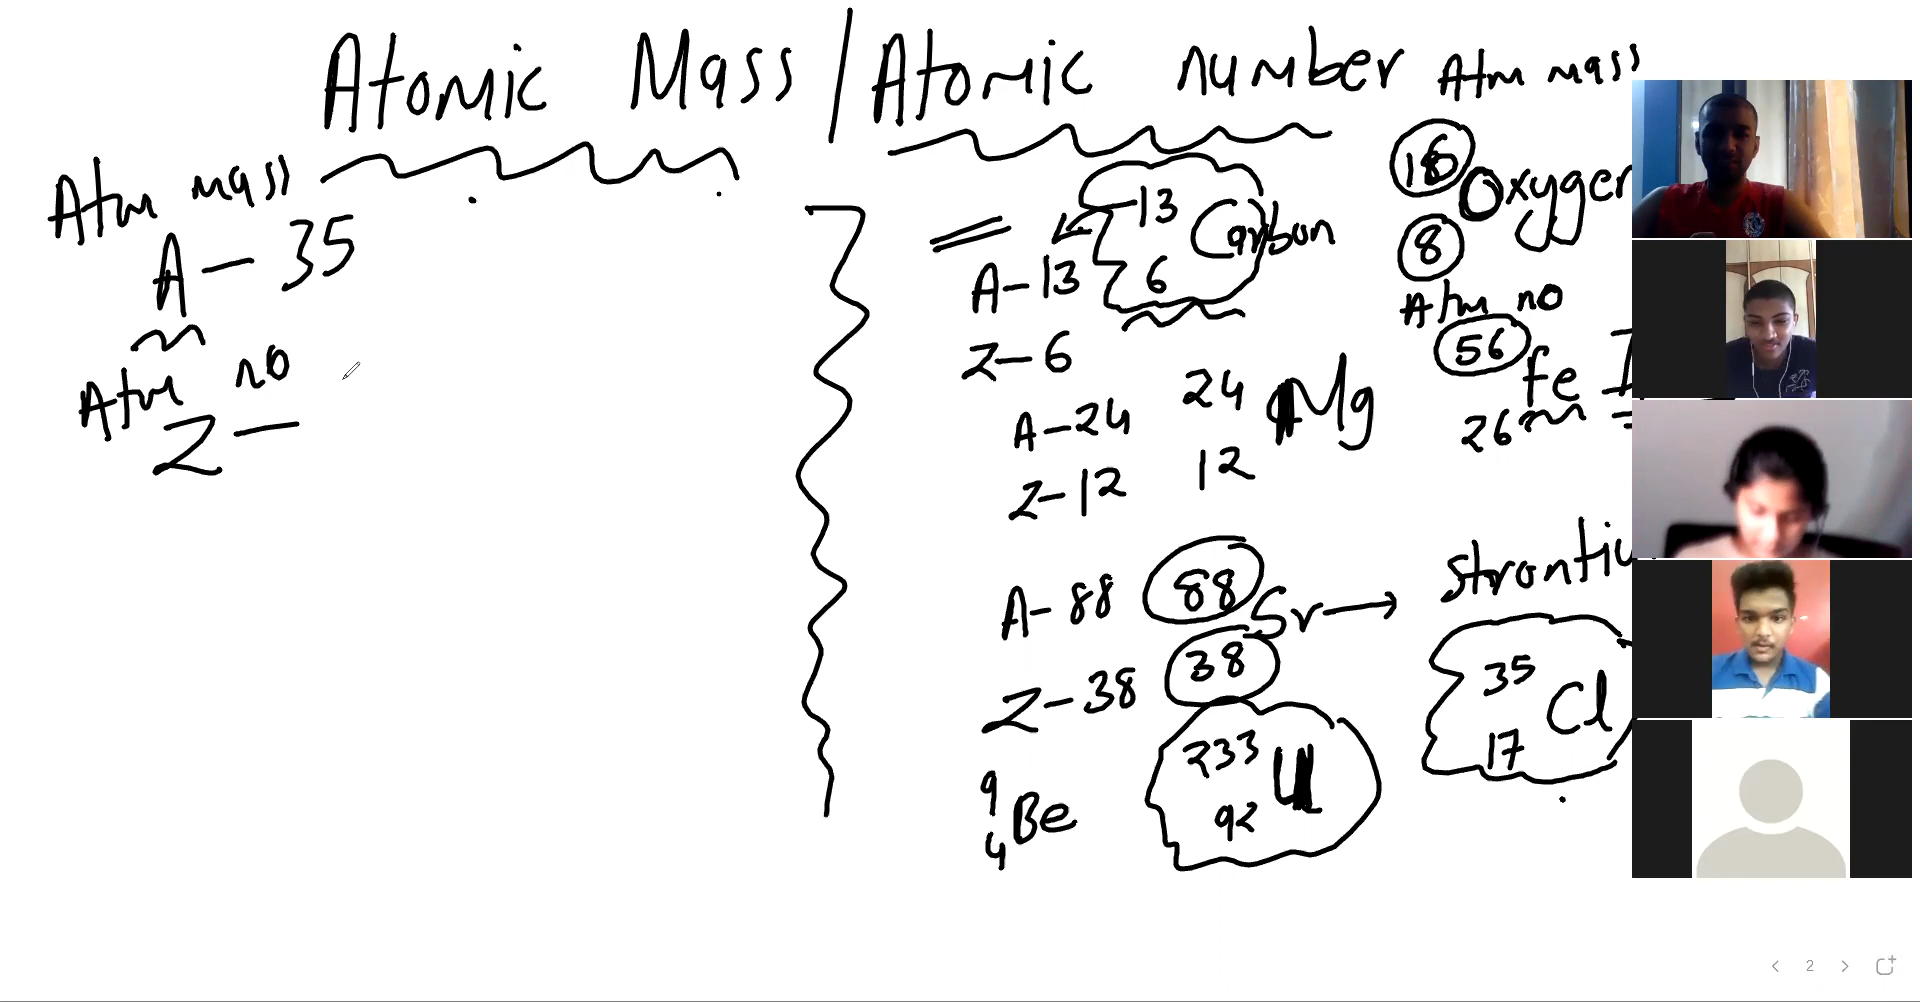 Atomic Mass / Atomic number
Atm mass
A - 35
Atm no
Z -
13
Carbon
6
A - 13
Z - 6
24
Mg
12
A - 24
Z - 12
A - 88
88
Sr →
38
Z - 38
9
Be
4
233
U
92
Atm mass
Oxygen
8
Atm no
56
Fe
26
strontiu
35
Cl
17
2